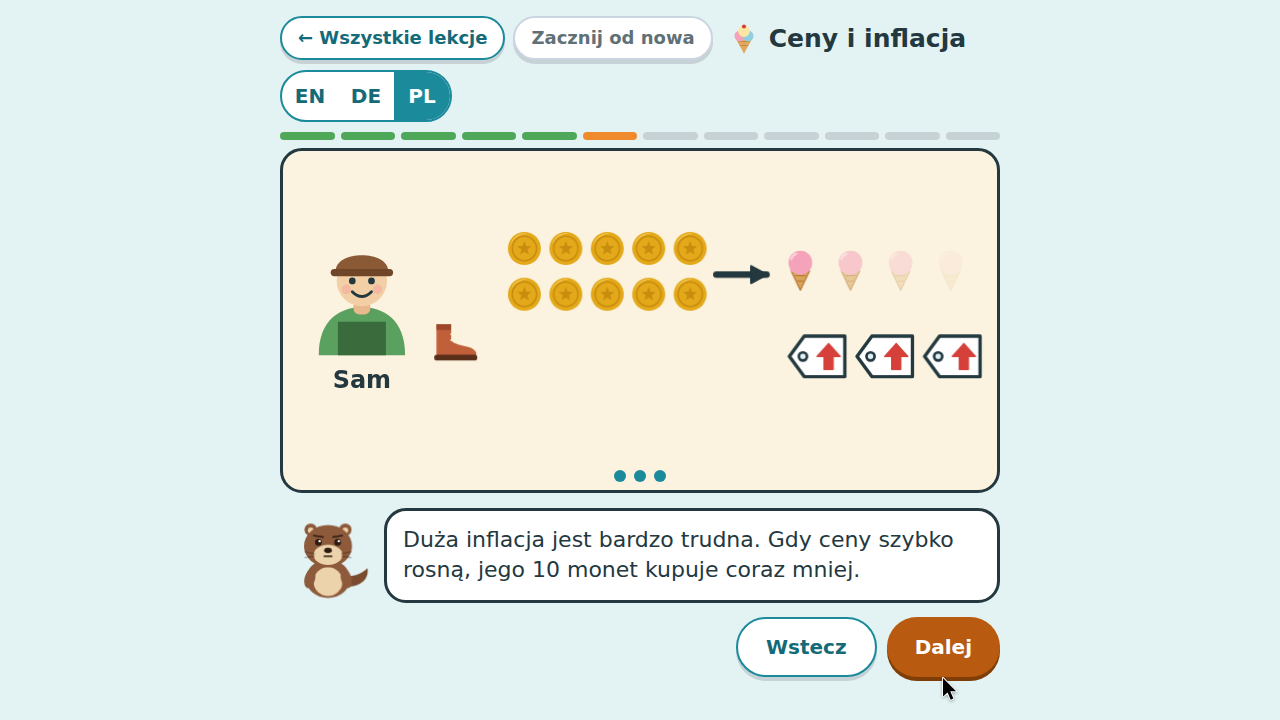 ← Wszystkie lekcje
Zacznij od nowa
Ceny i inflacja
EN DE PL
Sam
Duża inflacja jest bardzo trudna. Gdy ceny szybko
rosną, jego 10 monet kupuje coraz mniej.
Wstecz
Dalej